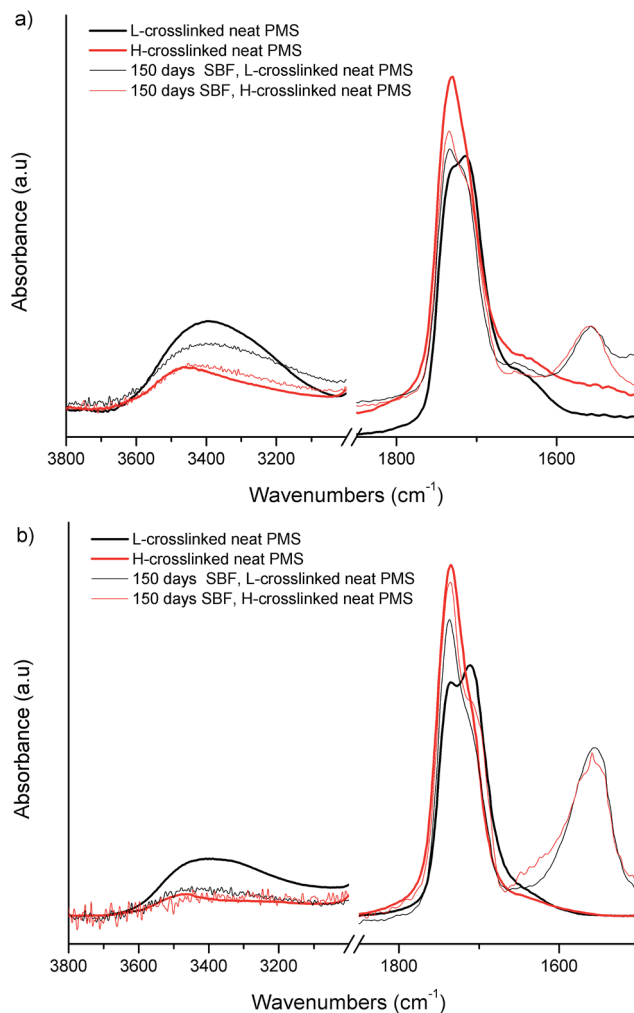 a)
L-crosslinked neat PMS
H-crosslinked neat PMS
150 days  SBF, L-crosslinked neat PMS
150 days SBF, H-crosslinked neat PMS
Absorbance (a.u)
3800 3600 3400 3200 1800 1600
Wavenumbers (cm⁻¹)
b)
L-crosslinked neat PMS
H-crosslinked neat PMS
150 days  SBF, L-crosslinked neat PMS
150 days SBF, H-crosslinked neat PMS
Absorbance (a.u)
3800 3600 3400 3200 1800 1600
Wavenumbers (cm⁻¹)